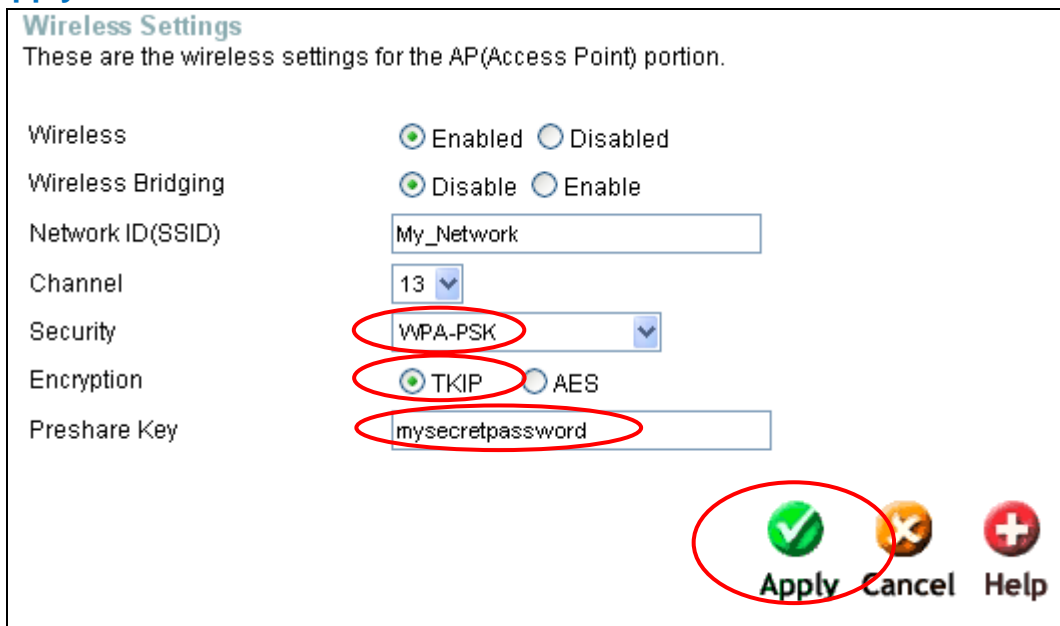 Wireless Settings
These are the wireless settings for the AP(Access Point) portion.
Wireless Enabled Disabled
Wireless Bridging Disable Enable
Network ID(SSID) My_Network
Channel 13
Security WPA-PSK
Encryption TKIP AES
Preshare Key mysecretpassword
Apply Cancel Help